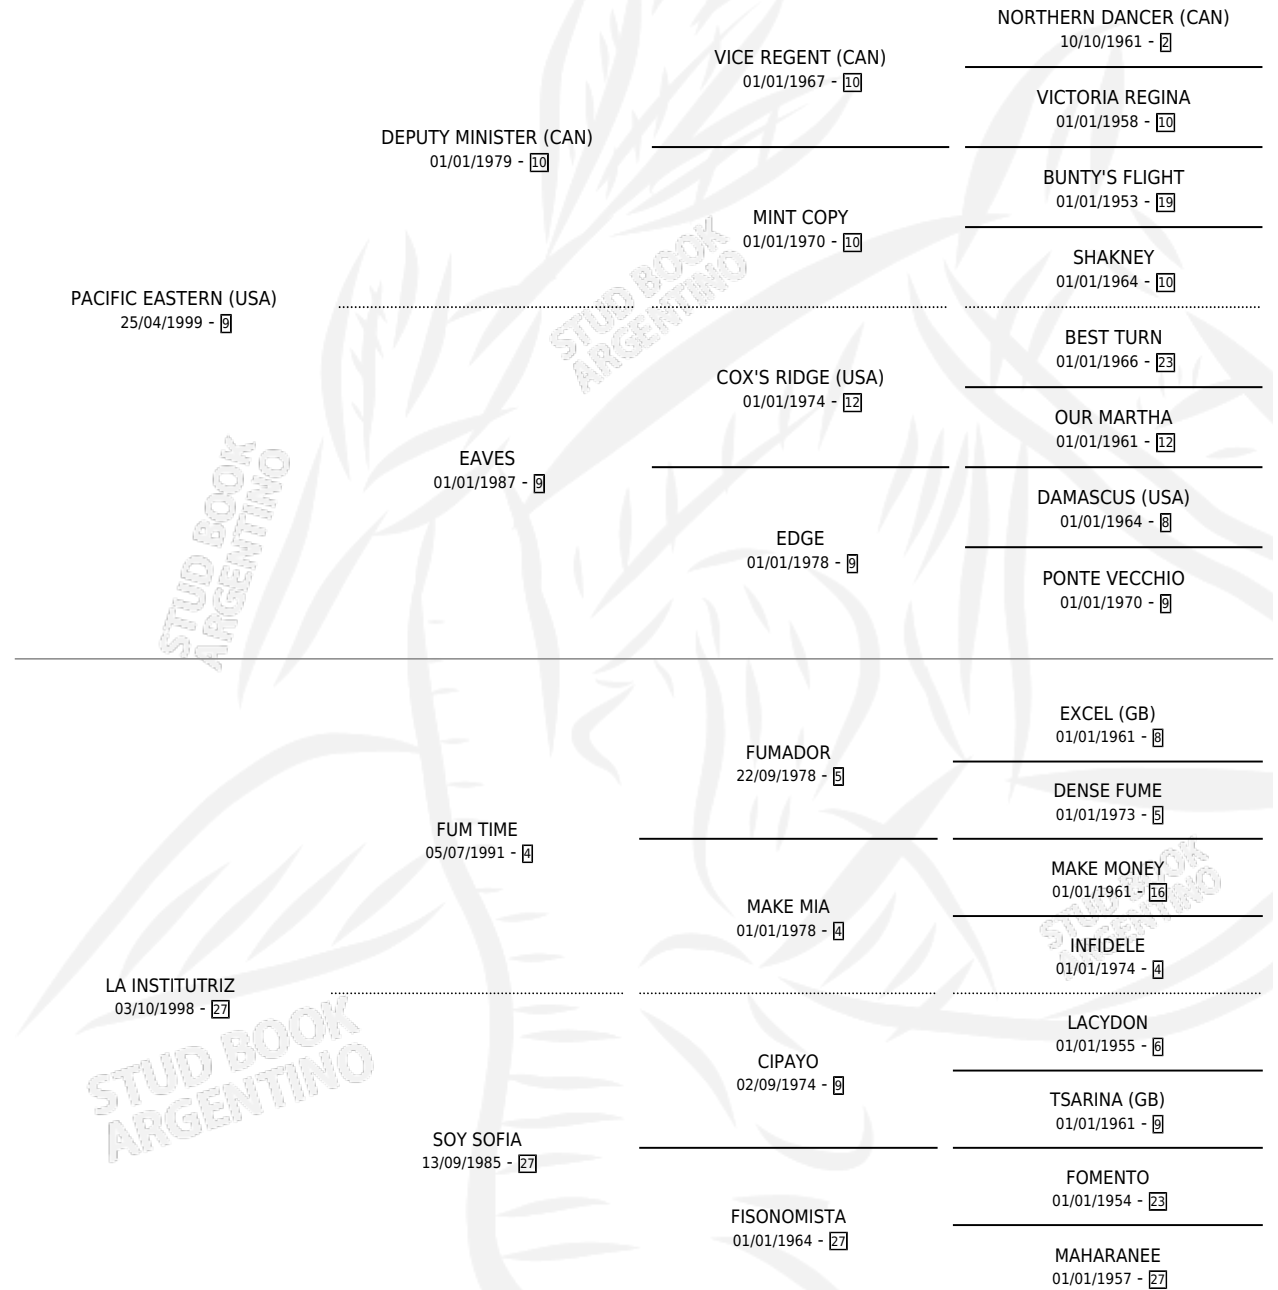 NORTHERN DANCER (CAN)
10/10/1961 - 2
VICE REGENT (CAN)
01/01/1967 - 10
VICTORIA REGINA
01/01/1958 - 10
DEPUTY MINISTER (CAN)
01/01/1979 - 10
BUNTY'S FLIGHT
01/01/1953 - 19
MINT COPY
01/01/1970 - 10
SHAKNEY
01/01/1964 - 10
PACIFIC EASTERN (USA)
25/04/1999 - 9
BEST TURN
01/01/1966 - 23
COX'S RIDGE (USA)
01/01/1974 - 12
OUR MARTHA
01/01/1961 - 12
EAVES
01/01/1987 - 9
DAMASCUS (USA)
01/01/1964 - 8
EDGE
01/01/1978 - 9
PONTE VECCHIO
01/01/1970 - 9
EXCEL (GB)
01/01/1961 - 8
FUMADOR
22/09/1978 - 5
DENSE FUME
01/01/1973 - 5
FUM TIME
05/07/1991 - 4
MAKE MONEY
01/01/1961 - 16
MAKE MIA
01/01/1978 - 4
INFIDELE
01/01/1974 - 4
LA INSTITUTRIZ
03/10/1998 - 27
LACYDON
01/01/1955 - 6
CIPAYO
02/09/1974 - 9
TSARINA (GB)
01/01/1961 - 9
SOY SOFIA
13/09/1985 - 27
FOMENTO
01/01/1954 - 23
FISONOMISTA
01/01/1964 - 27
MAHARANEE
01/01/1957 - 27
STUD BOOK
ARGENTINO
STUD BOOK
ARGENTINO
STUD BOOK
ARGENTINO
STUD BOOK
ARGENTINO